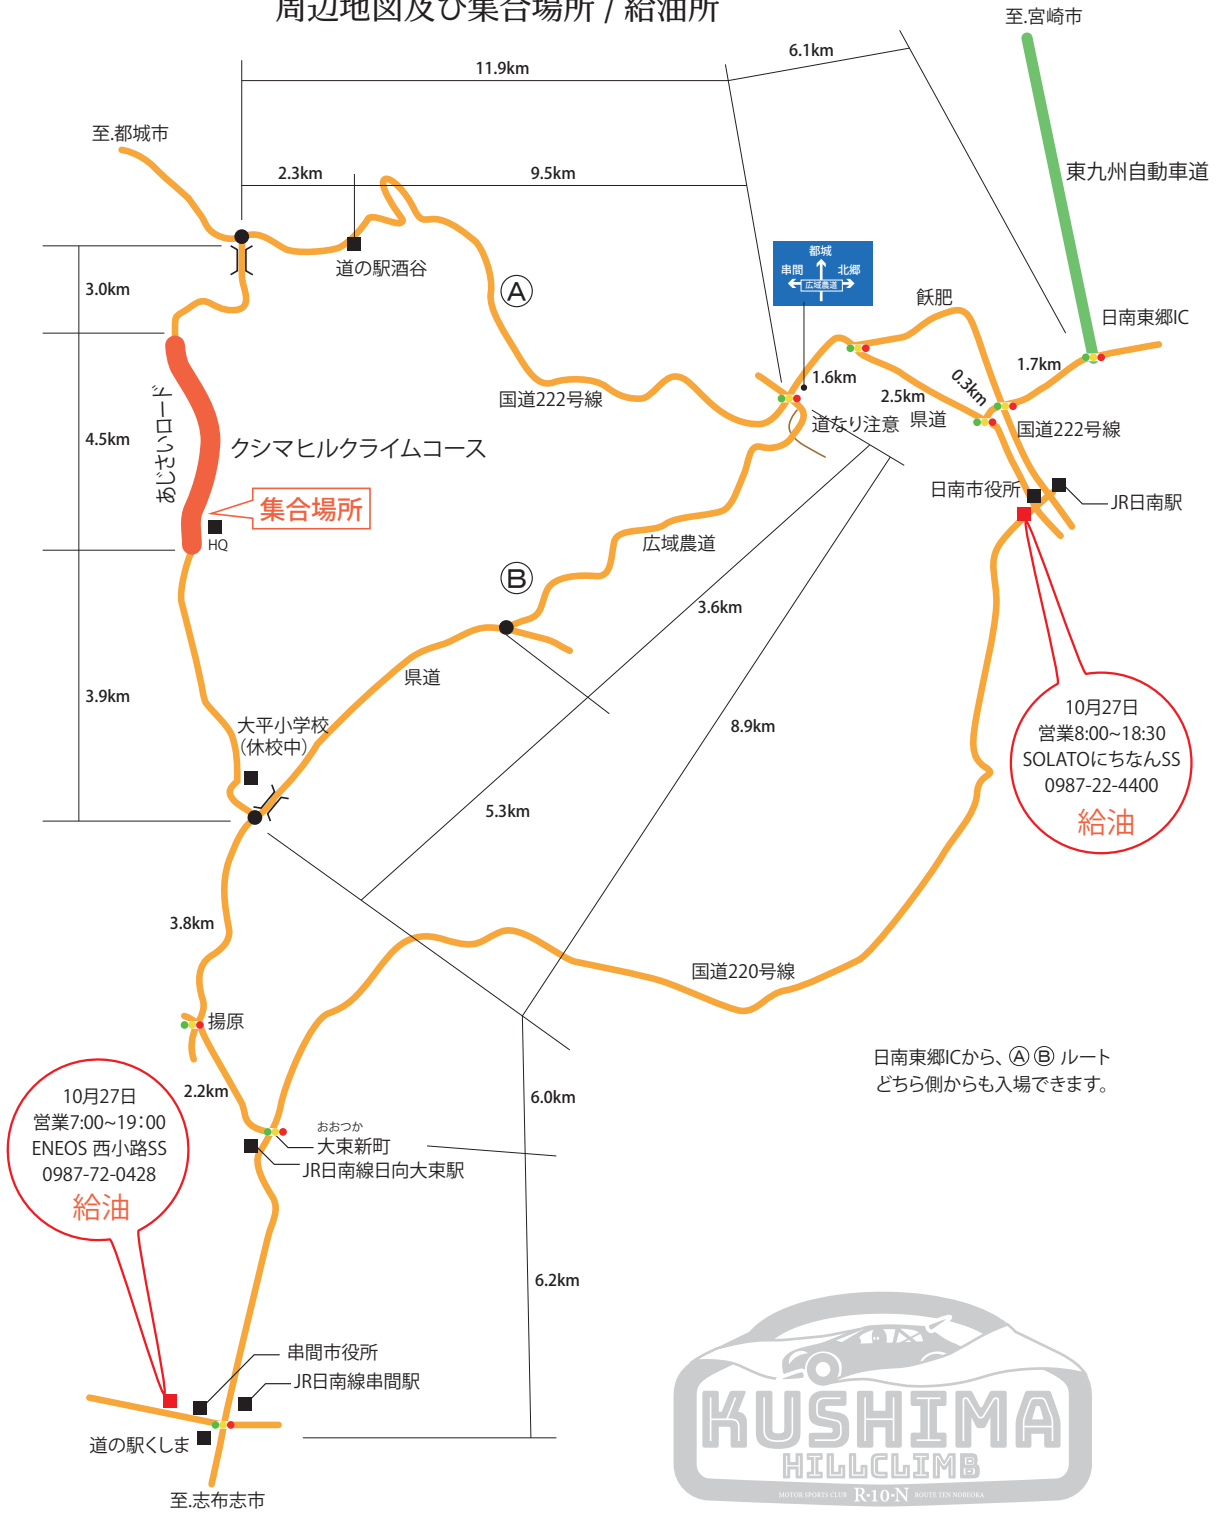 周辺地図及び集合場所 / 給油所
至.宮崎市
6.1km
11.9km
至.都城市
2.3km
9.5km
東九州自動車道
道の駅酒谷
都城
串間
北郷
広域農道
3.0km
A
飫肥
日南東郷IC
1.7km
1.6km
0.3km
2.5km
国道222号線
道なり注意
県道
国道222号線
あじさいロード
4.5km
クシマヒルクライムコース
集合場所
HQ
日南市役所
JR日南駅
広域農道
B
3.6km
県道
3.9km
大平小学校
(休校中)
8.9km
10月27日
営業8:00~18:30
SOLATOにちなんSS
0987-22-4400
給油
5.3km
3.8km
国道220号線
揚原
日南東郷ICから、Ⓐ Ⓑ ルート
どちら側からも入場できます。
2.2km
6.0km
10月27日
営業7:00~19:00
ENEOS 西小路SS
0987-72-0428
給油
おおつか
大束新町
JR日南線日向大束駅
6.2km
串間市役所
JR日南線串間駅
道の駅くしま
至.志布志市
KUSHIMA
HILLCLIMB
MOTOR SPORTS CLUB R·10·N ROUTE TEN NOBEOKA